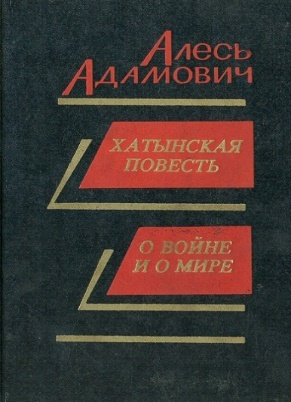 Алесь
Адамович
ХАТЫНСКАЯ
ПОВЕСТЬ
О ВОЙНЕ
И О МИРЕ